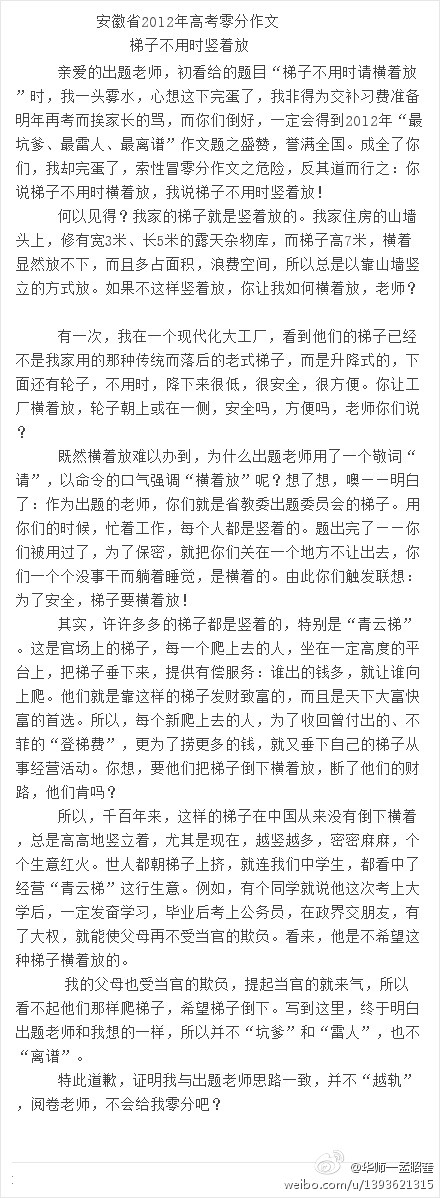 安徽省2012年高考零分作文
梯子不用时竖着放
亲爱的出题老师，初看给的题目“梯子不用时请横着放
”时，我一头雾水，心想这下完蛋了，我非得为交补习费准备
明年再考而挨家长的骂，而你们倒好，一定会得到2012年“最
坑爹、最雷人、最离谱”作文题之盛赞，誉满全国。成全了你
们，我却完蛋了，索性冒零分作文之危险，反其道而行之：你
说梯子不用时横着放，我说梯子不用时竖着放！
何以见得？我家的梯子就是竖着放的。我家住房的山墙
头上，修有宽3米、长5米的露天杂物库，而梯子高7米，横着
显然放不下，而且多占面积，浪费空间，所以总是以靠山墙竖
立的方式放。如果不这样竖着放，你让我如何横着放，老师？
有一次，我在一个现代化大工厂，看到他们的梯子已经
不是我家用的那种传统而落后的老式梯子，而是升降式的，下
面还有轮子，不用时，降下来很低，很安全，很方便。你让工
厂横着放，轮子朝上或在一侧，安全吗，方便吗，老师你们说
？
既然横着放难以办到，为什么出题老师用了一个敬词“
请”，以命令的口气强调“横着放”呢？想了想，噢——明白
了：作为出题的老师，你们就是省教委出题委员会的梯子。用
你们的时候，忙着工作，每个人都是竖着的。题出完了——你
们被用过了，为了保密，就把你们关在一个地方不让出去，你
们一个个没事干而躺着睡觉，是横着的。由此你们触发联想：
为了安全，梯子要横着放！
其实，许许多多的梯子都是竖着的，特别是“青云梯”
。这是官场上的梯子，每一个爬上去的人，坐在一定高度的平
台上，把梯子垂下来，提供有偿服务：谁出的钱多，就让谁向
上爬。他们就是靠这样的梯子发财致富的，而且是天下大富快
富的首选。所以，每个新爬上去的人，为了收回曾付出的、不
菲的“登梯费”，更为了捞更多的钱，就又垂下自己的梯子从
事经营活动。你想，要他们把梯子倒下横着放，断了他们的财
路，他们肯吗？
所以，千百年来，这样的梯子在中国从来没有倒下横着
，总是高高地竖立着，尤其是现在，越竖越多，密密麻麻，个
个生意红火。世人都朝梯子上挤，就连我们中学生，都看中了
经营“青云梯”这行生意。例如，有个同学就说他这次考上大
学后，一定发奋学习，毕业后考上公务员，在政界交朋友，有
了大权，就能使父母再不受当官的欺负。看来，他是不希望这
种梯子横着放的。
我的父母也受当官的欺负，提起当官的就来气，所以
看不起他们那样爬梯子，希望梯子倒下。写到这里，终于明白
出题老师和我想的一样，所以并不“坑爹”和“雷人”，也不
“离谱”。
特此道歉，证明我与出题老师思路一致，并不“越轨”
，阅卷老师，不会给我零分吧？
@华师一孟昭奎
weibo.com/u/1393621315